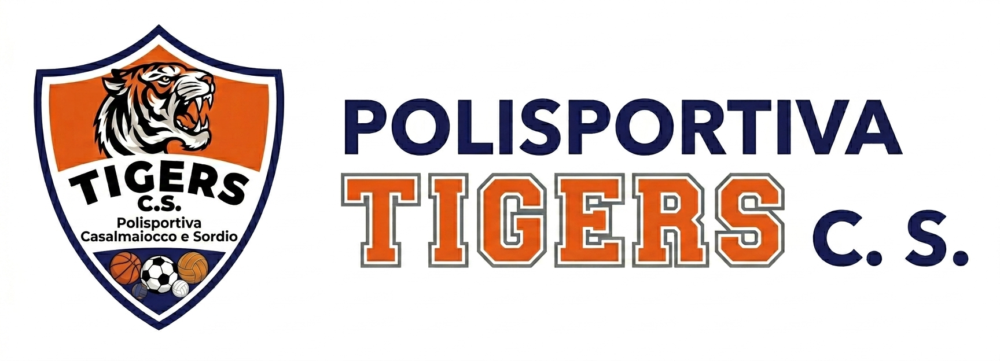 TIGERS
C.S.
Polisportiva
Casalmaiocco e Sordio
POLISPORTIVA
TIGERS C. S.